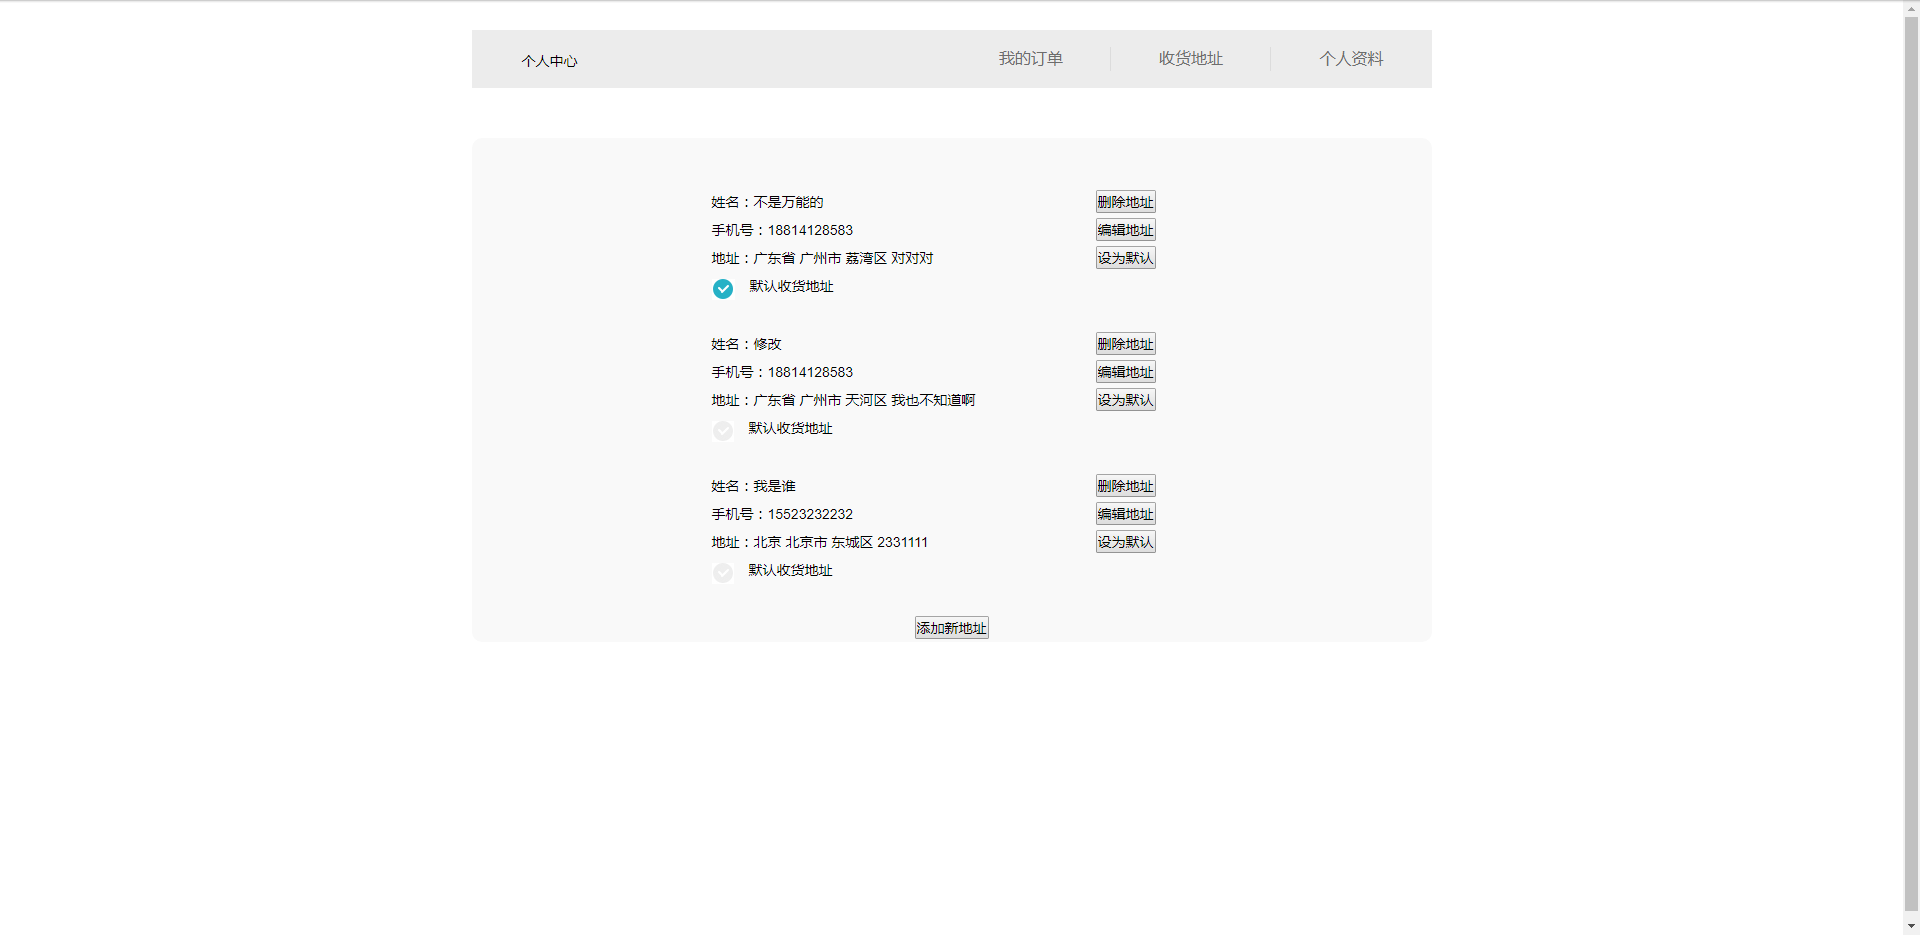 个人中心 我的订单 收货地址 个人资料
姓名：不是万能的 删除地址
手机号：18814128583 编辑地址
地址：广东省 广州市 荔湾区 对对对 设为默认
默认收货地址
姓名：修改 删除地址
手机号：18814128583 编辑地址
地址：广东省 广州市 天河区 我也不知道啊 设为默认
默认收货地址
姓名：我是谁 删除地址
手机号：15523232232 编辑地址
地址：北京 北京市 东城区 2331111 设为默认
默认收货地址
添加新地址